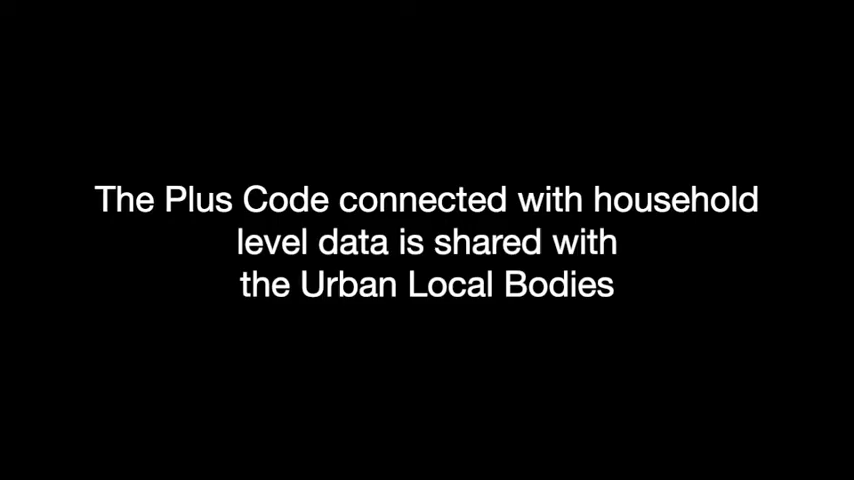 The Plus Code connected with household
level data is shared with
the Urban Local Bodies